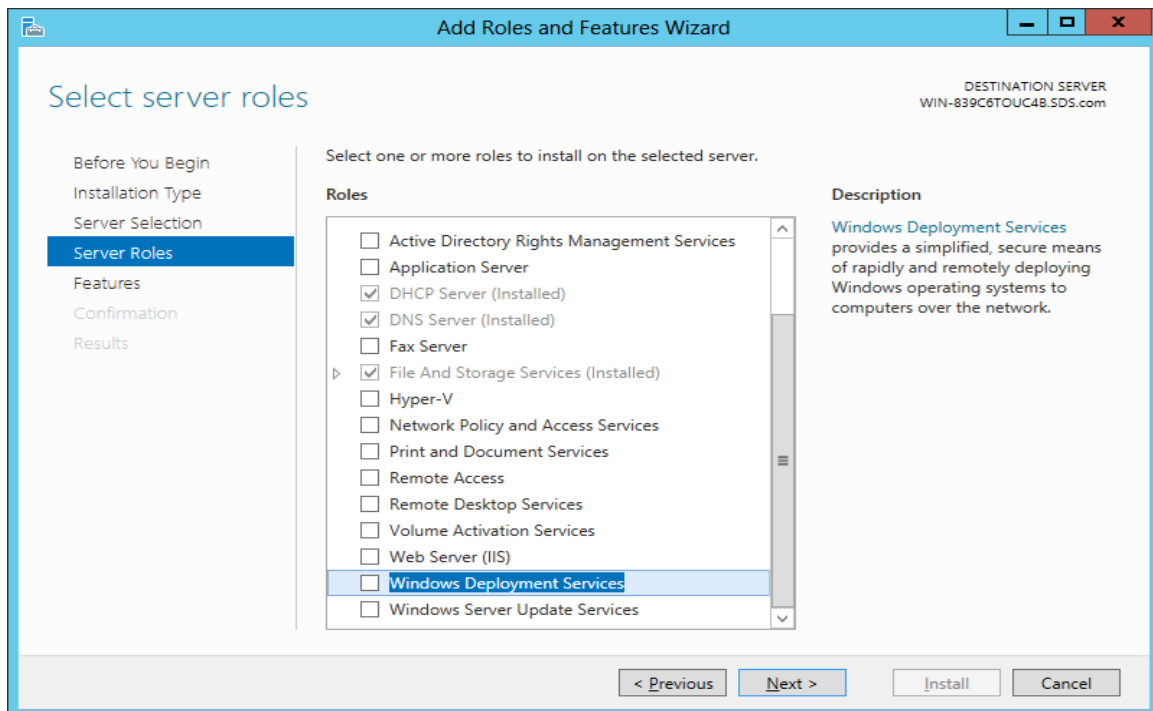 Add Roles and Features Wizard
Select server roles
DESTINATION SERVER
WIN-839C6TOUC4B.SDS.com
Before You Begin
Installation Type
Server Selection
Server Roles
Features
Confirmation
Results
Select one or more roles to install on the selected server.
Roles
Active Directory Rights Management Services
Application Server
DHCP Server (Installed)
DNS Server (Installed)
Fax Server
File And Storage Services (Installed)
Hyper-V
Network Policy and Access Services
Print and Document Services
Remote Access
Remote Desktop Services
Volume Activation Services
Web Server (IIS)
Windows Deployment Services
Windows Server Update Services
Description
Windows Deployment Services
provides a simplified, secure means
of rapidly and remotely deploying
Windows operating systems to
computers over the network.
< Previous
Next >
Install
Cancel